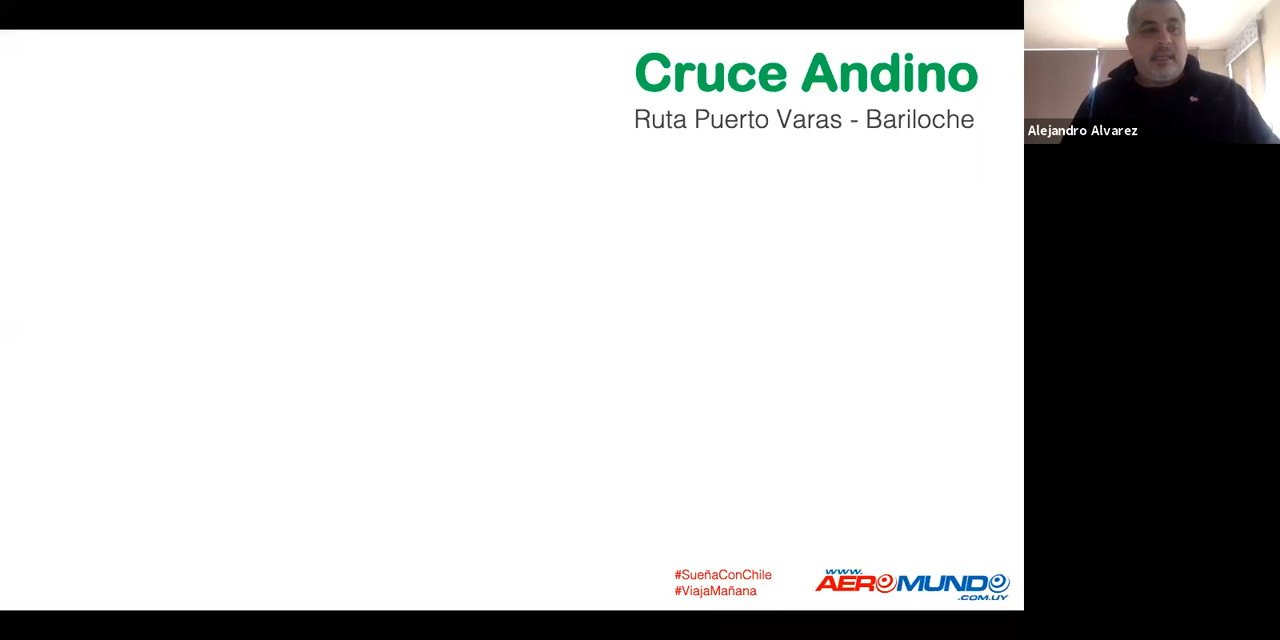 Cruce Andino
Ruta Puerto Varas - Bariloche
Alejandro Alvarez
#SueñaConChile
#ViajaMañana
www.
AEROMUNDO
.COM.UY